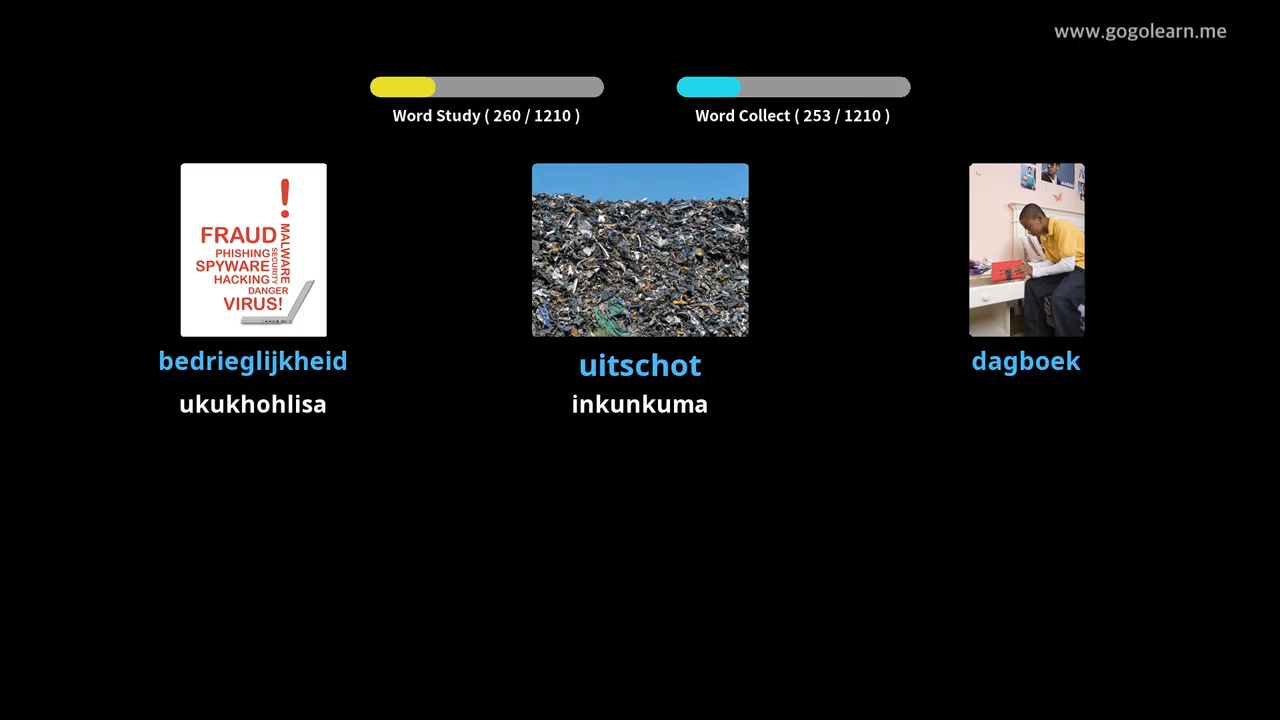 www.gogolearn.me
Word Study ( 260 / 1210 )
Word Collect ( 253 / 1210 )
!
FRAUD
PHISHING
SPYWARE
HACKING
DANGER
VIRUS!
SECURITY
MALWARE
bedrieglijkheid
uitschot
dagboek
ukukhohlisa
inkunkuma